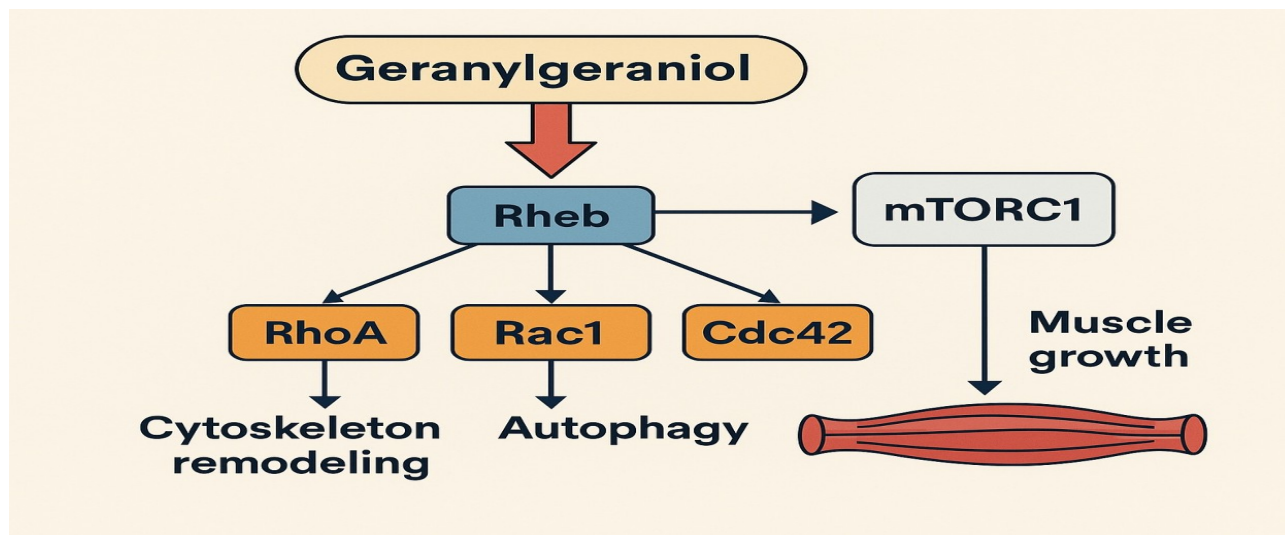 Geranylgeraniol
Rheb
mTORC1
RhoA
Rac1
Cdc42
Muscle
growth
Cytoskeleton
remodeling
Autophagy